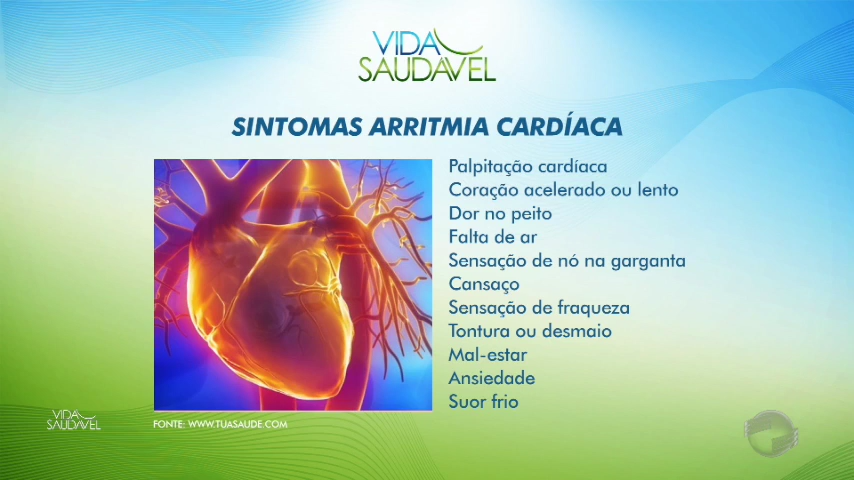 VIDA
SAUDÁVEL
SINTOMAS ARRITMIA CARDÍACA
Palpitação cardíaca
Coração acelerado ou lento
Dor no peito
Falta de ar
Sensação de nó na garganta
Cansaço
Sensação de fraqueza
Tontura ou desmaio
Mal-estar
Ansiedade
Suor frio
VIDA
SAUDÁVEL
FONTE: WWW.TUASAUDE.COM